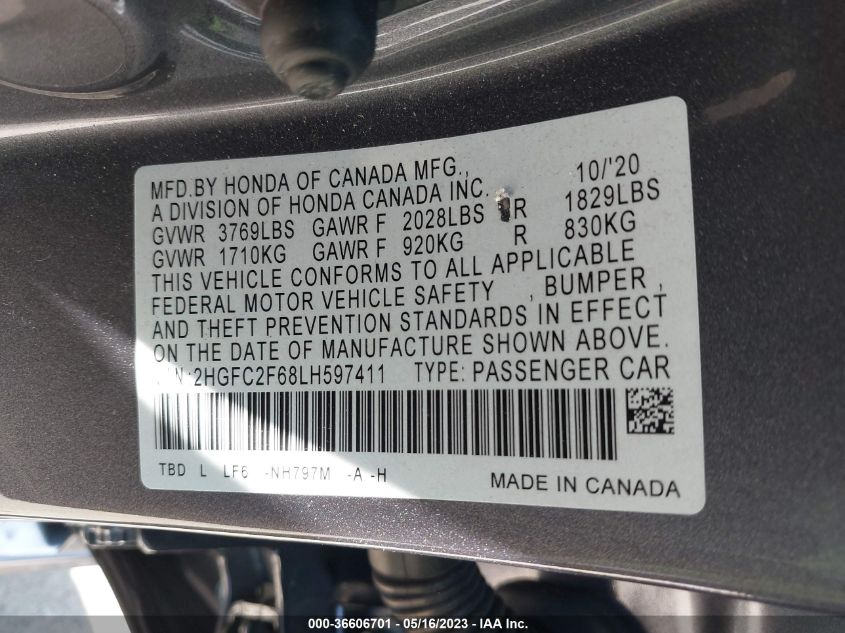 MFD.BY HONDA OF CANADA MFG., 10/'20
A DIVISION OF HONDA CANADA INC.
GVWR 3769LBS GAWR F 2028LBS R 1829LBS
GVWR 1710KG GAWR F 920KG R 830KG
THIS VEHICLE CONFORMS TO ALL APPLICABLE
FEDERAL MOTOR VEHICLE SAFETY , BUMPER ,
AND THEFT PREVENTION STANDARDS IN EFFECT
ON THE DATE OF MANUFACTURE SHOWN ABOVE.
2HGFC2F68LH597411 TYPE: PASSENGER CAR
TBD L LF6 -NH797M -A -H
MADE IN CANADA
000-36606701 - 05/16/2023 - IAA Inc.